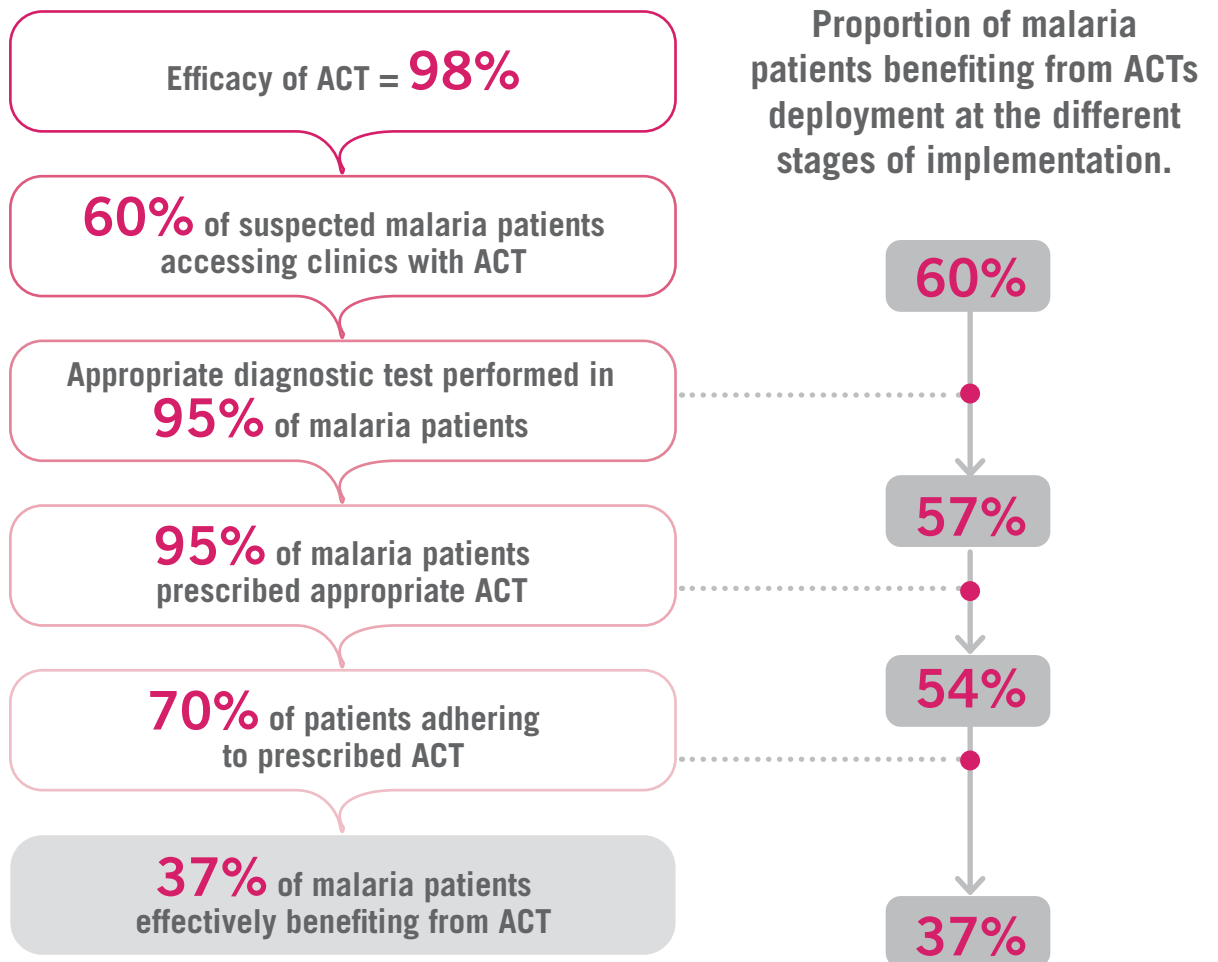 Efficacy of ACT = 98%
60% of suspected malaria patients
accessing clinics with ACT
Appropriate diagnostic test performed in
95% of malaria patients
95% of malaria patients
prescribed appropriate ACT
70% of patients adhering
to prescribed ACT
37% of malaria patients
effectively benefiting from ACT
Proportion of malaria
patients benefiting from ACTs
deployment at the different
stages of implementation.
60%
57%
54%
37%